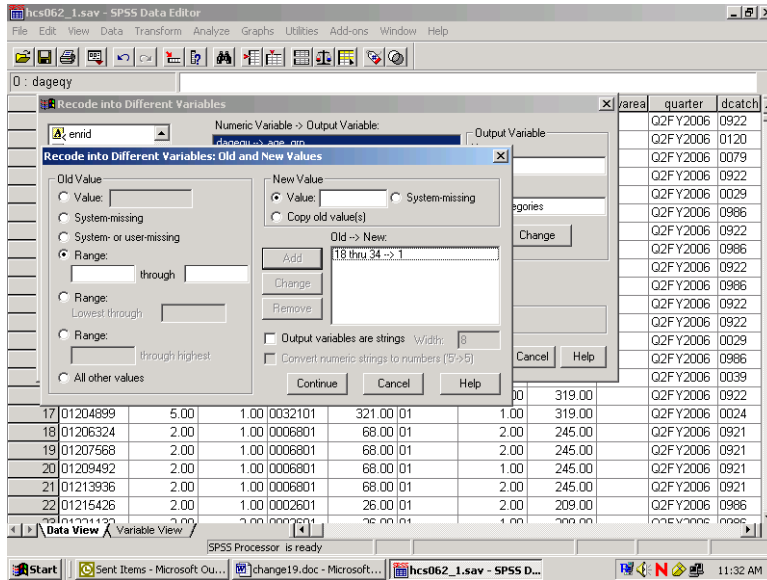 hcs062_1.sav - SPSS Data Editor
File Edit View Data Transform Analyze Graphs Utilities Add-ons Window Help
0 : dageqy
Recode into Different Variables
varea quarter dcatch
enrid
Numeric Variable -> Output Variable:
Output Variable
Q2FY2006 0922
Q2FY2006 0120
Recode into Different Variables: Old and New Values
Q2FY2006 0079
Old Value
New Value
Q2FY2006 0922
Value:
Value:
System-missing
Q2FY2006 0029
System-missing
Copy old value(s)
egories
Q2FY2006 0986
System- or user-missing
Old --> New:
Change
Q2FY2006 0922
Range:
Add
18 thru 34 --> 1
Q2FY2006 0986
through
Q2FY2006 0922
Change
Q2FY2006 0986
Range:
Lowest through
Remove
Q2FY2006 0922
Q2FY2006 0922
Range:
Output variables are strings Width: 8
Q2FY2006 0029
through highest
Convert numeric strings to numbers ('5'->5)
Cancel Help
Q2FY2006 0986
All other values
Continue Cancel Help
Q2FY2006 0039
00 319.00 Q2FY2006 0922
17 01204899 5.00 1.00 0032101 321.00 01 1.00 319.00 Q2FY2006 0024
18 01206324 2.00 1.00 0006801 68.00 01 2.00 245.00 Q2FY2006 0921
19 01207568 2.00 1.00 0006801 68.00 01 2.00 245.00 Q2FY2006 0921
20 01209492 2.00 1.00 0006801 68.00 01 1.00 245.00 Q2FY2006 0921
21 01213936 2.00 1.00 0006801 68.00 01 2.00 245.00 Q2FY2006 0921
22 01215426 2.00 1.00 0002601 26.00 01 2.00 209.00 Q2FY2006 0986
Data View Variable View
SPSS Processor is ready
Start Sent Items - Microsoft Ou... change19.doc - Microsoft... hcs062_1.sav - SPSS D... 11:32 AM